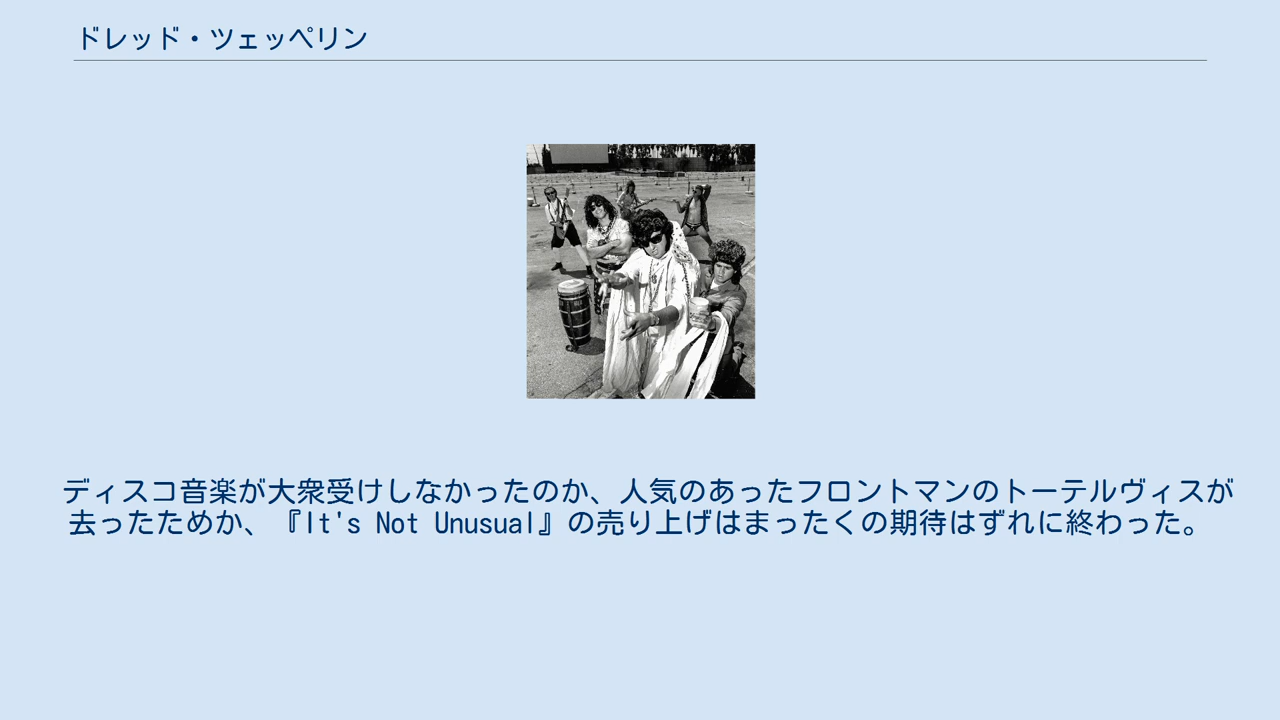 ドレッド・ツェッペリン
ディスコ音楽が大衆受けしなかったのか、人気のあったフロントマンのトーテルヴィスが
去ったためか、『It's Not Unusual』の売り上げはまったくの期待はずれに終わった。